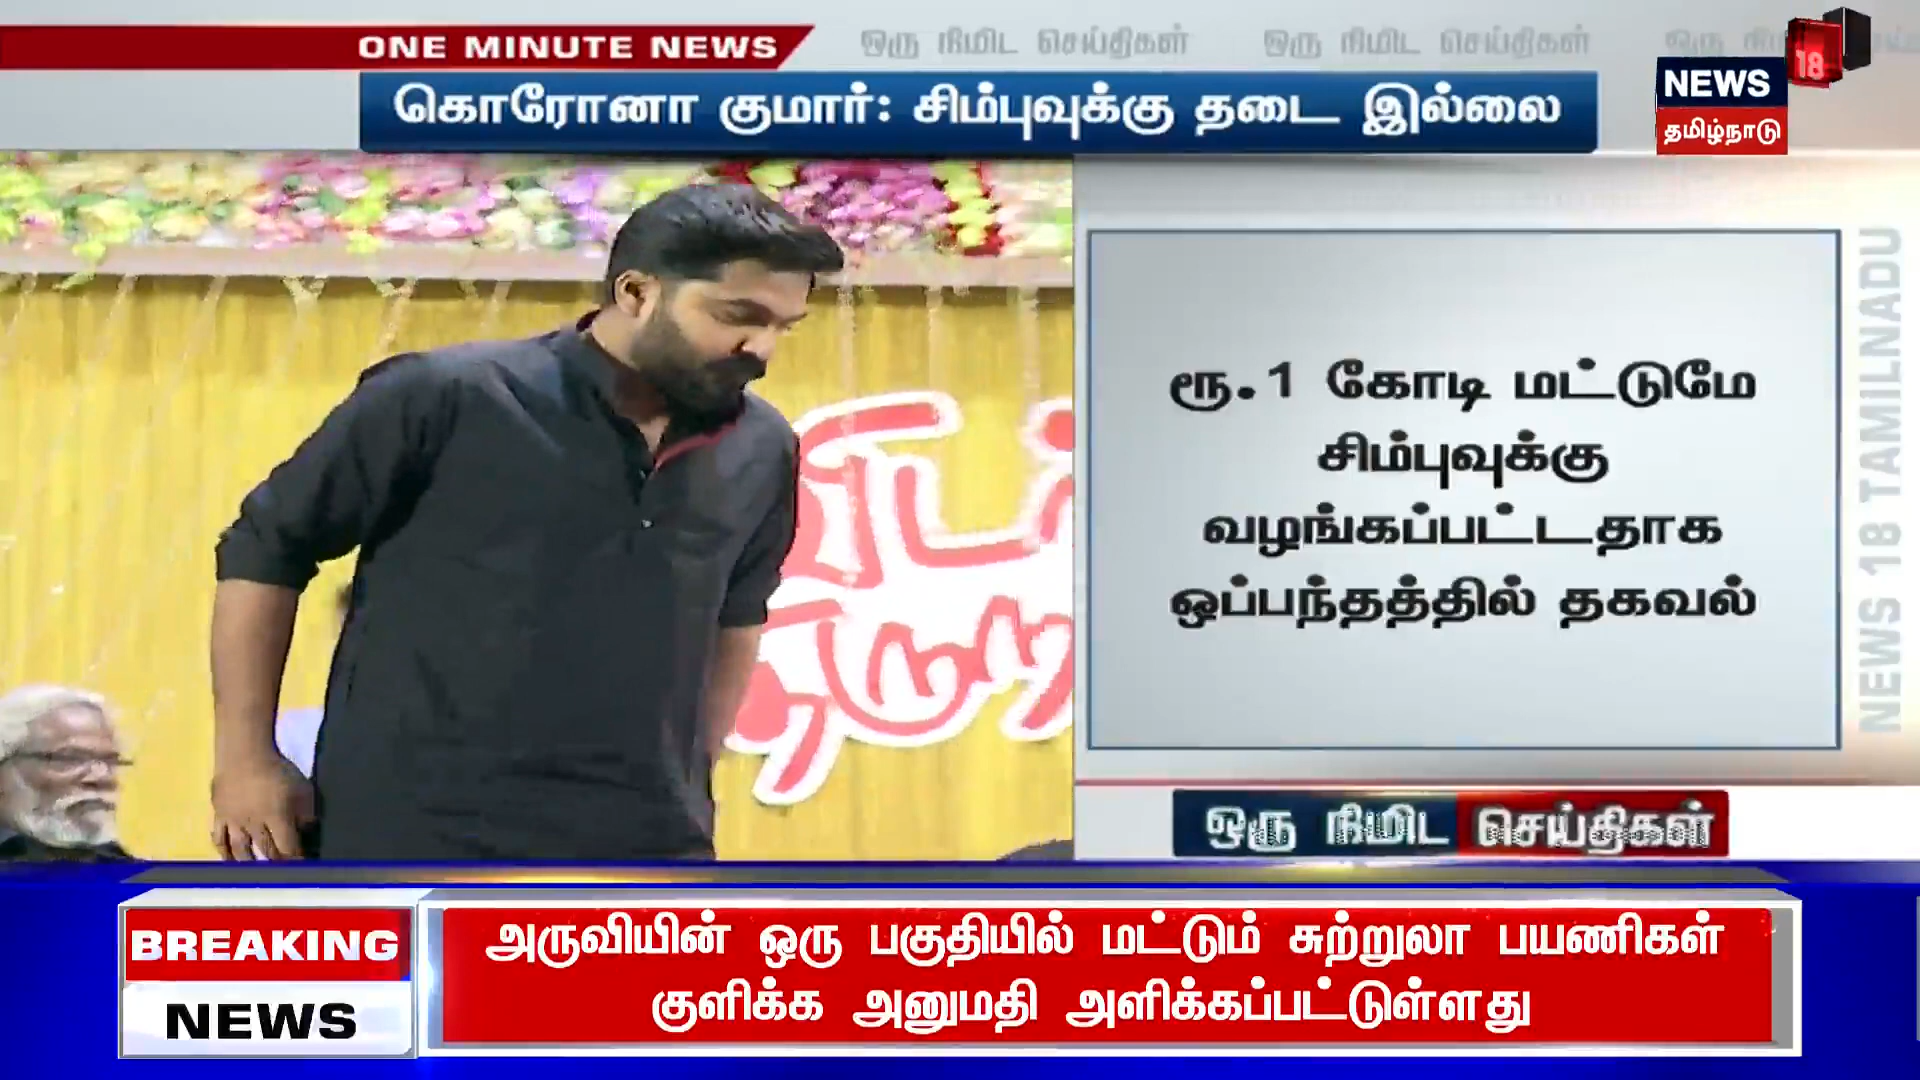 ONE MINUTE NEWS
ஒரு நிமிட செய்திகள் ஒரு நிமிட செய்திகள்
18
NEWS
தமிழ்நாடு
கொரோனா குமார்: சிம்புவுக்கு தடை இல்லை
ரூ.1 கோடி மட்டுமே
சிம்புவுக்கு
வழங்கப்பட்டதாக
ஒப்பந்தத்தில் தகவல்
NEWS 18 TAMILNADU
ஒரு நிமிட செய்திகள்
BREAKING
NEWS
அருவியின் ஒரு பகுதியில் மட்டும் சுற்றுலா பயணிகள்
குளிக்க அனுமதி அளிக்கப்பட்டுள்ளது